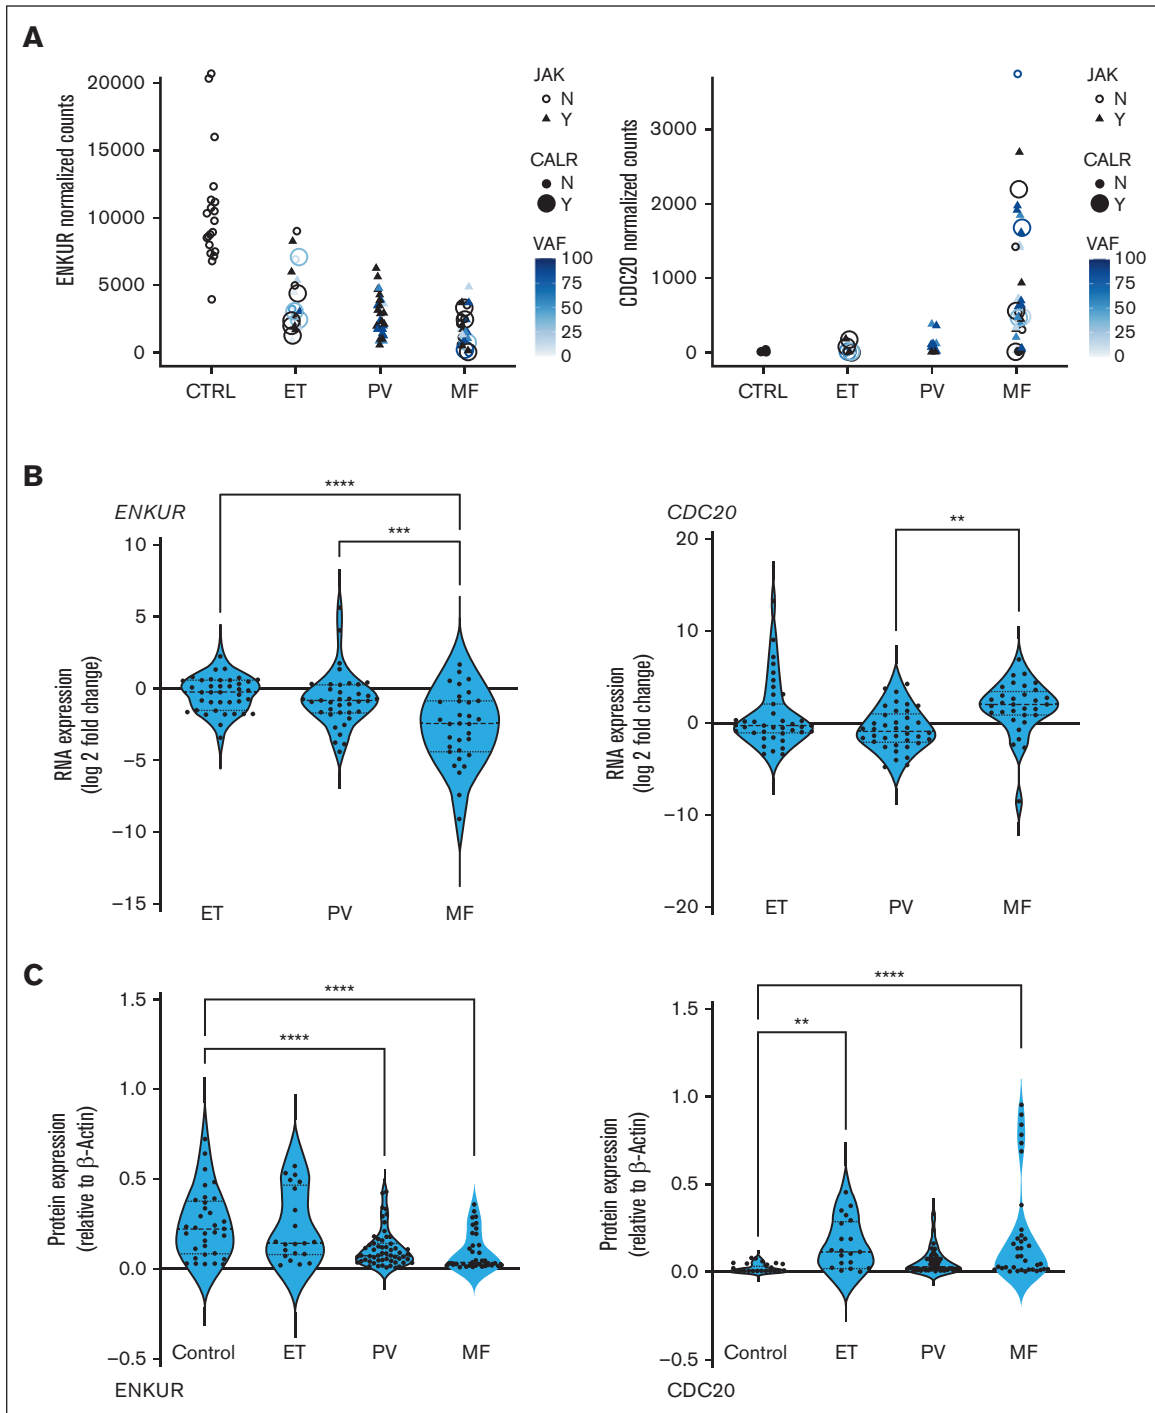 A
ENKUR normalized counts
20000
15000
10000
5000
0
CTRL
ET
PV
MF
JAK
N
Y
CALR
N
Y
VAF
100
75
50
25
0
CDC20 normalized counts
3000
2000
1000
0
CTRL
ET
PV
MF
JAK
N
Y
CALR
N
Y
VAF
100
75
50
25
0
B
ENKUR
****
***
RNA expression
(log 2 fold change)
10
5
0
−5
−10
−15
ET
PV
MF
CDC20
**
RNA expression
(log 2 fold change)
20
10
0
−10
−20
ET
PV
MF
C
****
****
Protein expression
(relative to β-Actin)
1.5
1.0
0.5
0.0
−0.5
Control
ET
PV
MF
ENKUR
****
**
Protein expression
(relative to β-Actin)
1.5
1.0
0.5
0.0
−0.5
Control
ET
PV
MF
CDC20